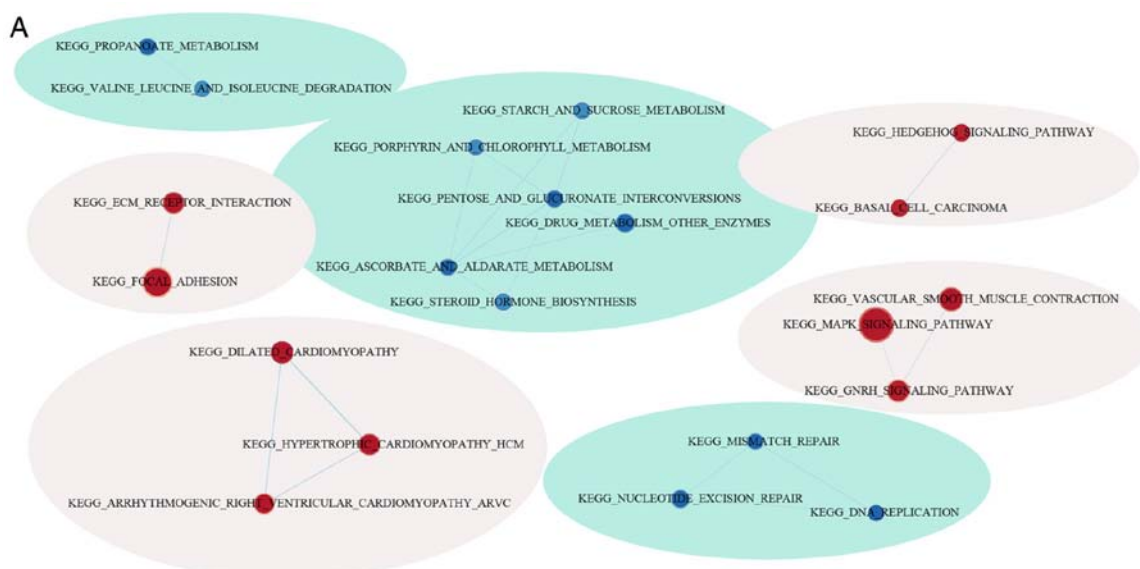 A
KEGG_PROPANOATE_METABOLISM
KEGG_VALINE_LEUCINE_AND_ISOLEUCINE_DEGRADATION
KEGG_STARCH_AND_SUCROSE_METABOLISM
KEGG_PORPHYRIN_AND_CHLOROPHYLL_METABOLISM
KEGG_PENTOSE_AND_GLUCURONATE_INTERCONVERSIONS
KEGG_DRUG_METABOLISM_OTHER_ENZYMES
KEGG_ASCORBATE_AND_ALDARATE_METABOLISM
KEGG_STEROID_HORMONE_BIOSYNTHESIS
KEGG_HEDGEHOG_SIGNALING_PATHWAY
KEGG_BASAL_CELL_CARCINOMA
KEGG_ECM_RECEPTOR_INTERACTION
KEGG_FOCAL_ADHESION
KEGG_VASCULAR_SMOOTH_MUSCLE_CONTRACTION
KEGG_MAPK_SIGNALING_PATHWAY
KEGG_GNRH_SIGNALING_PATHWAY
KEGG_DILATED_CARDIOMYOPATHY
KEGG_HYPERTROPHIC_CARDIOMYOPATHY_HCM
KEGG_ARRHYTHMOGENIC_RIGHT_VENTRICULAR_CARDIOMYOPATHY_ARVC
KEGG_MISMATCH_REPAIR
KEGG_NUCLEOTIDE_EXCISION_REPAIR
KEGG_DNA_REPLICATION